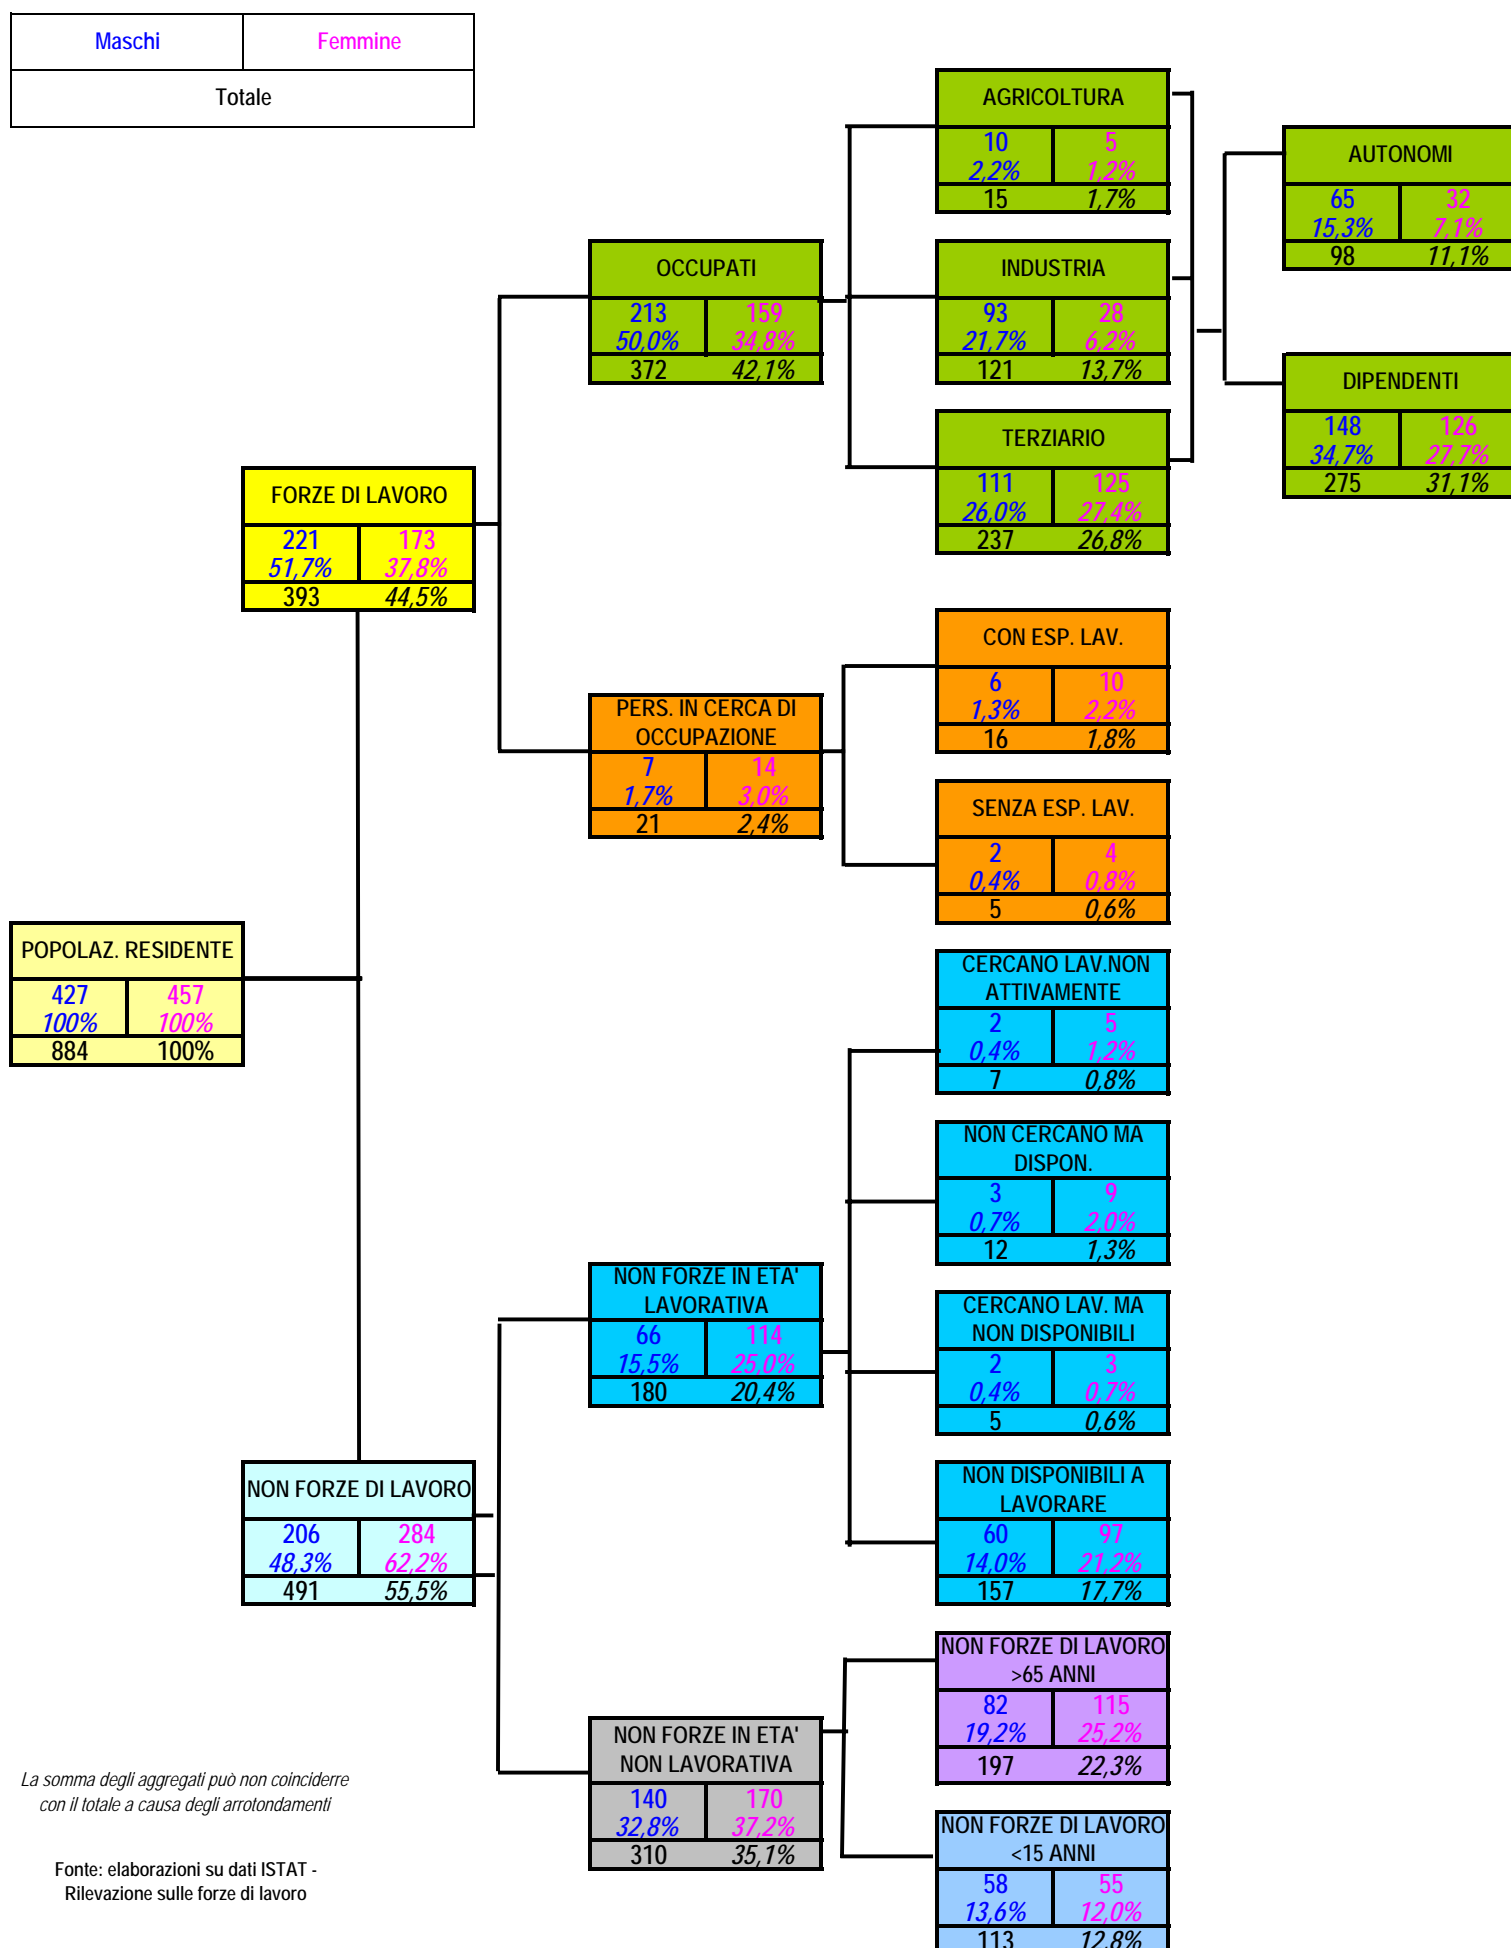 Maschi Femmine
Totale
AGRICOLTURA
10 5
2,2% 1,2%
15 1,7%
AUTONOMI
65 32
15,3% 7,1%
98 11,1%
OCCUPATI
213 159
50,0% 34,8%
372 42,1%
INDUSTRIA
93 28
21,7% 6,2%
121 13,7%
DIPENDENTI
148 126
34,7% 27,7%
275 31,1%
TERZIARIO
111 125
26,0% 27,4%
237 26,8%
FORZE DI LAVORO
221 173
51,7% 37,8%
393 44,5%
CON ESP. LAV.
6 10
1,3% 2,2%
16 1,8%
PERS. IN CERCA DI
OCCUPAZIONE
7 14
1,7% 3,0%
21 2,4%
SENZA ESP. LAV.
2 4
0,4% 0,8%
5 0,6%
POPOLAZ. RESIDENTE
427 457
100% 100%
884 100%
CERCANO LAV.NON
ATTIVAMENTE
2 5
0,4% 1,2%
7 0,8%
NON CERCANO MA
DISPON.
3 9
0,7% 2,0%
12 1,3%
NON FORZE IN ETA'
LAVORATIVA
66 114
15,5% 25,0%
180 20,4%
CERCANO LAV. MA
NON DISPONIBILI
2 3
0,4% 0,7%
5 0,6%
NON FORZE DI LAVORO
206 284
48,3% 62,2%
491 55,5%
NON DISPONIBILI A
LAVORARE
60 97
14,0% 21,2%
157 17,7%
NON FORZE DI LAVORO
>65 ANNI
82 115
19,2% 25,2%
197 22,3%
NON FORZE IN ETA'
NON LAVORATIVA
140 170
32,8% 37,2%
310 35,1%
NON FORZE DI LAVORO
<15 ANNI
58 55
13,6% 12,0%
113 12,8%
La somma degli aggregati può non coinciderre
con il totale a causa degli arrotondamenti
Fonte: elaborazioni su dati ISTAT -
Rilevazione sulle forze di lavoro